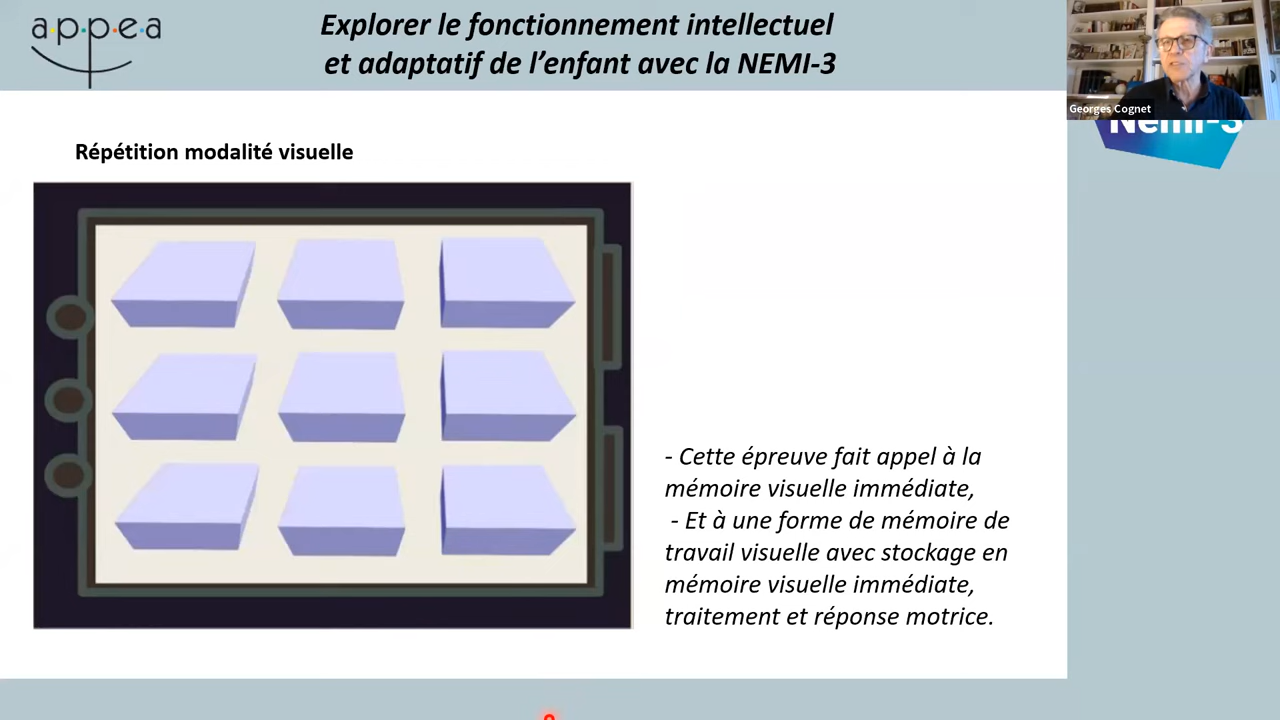 a·p·p·e·a
Explorer le fonctionnement intellectuel
et adaptatif de l’enfant avec la NEMI-3
Georges Cognet
Nemi-3
Répétition modalité visuelle
- Cette épreuve fait appel à la
mémoire visuelle immédiate,
- Et à une forme de mémoire de
travail visuelle avec stockage en
mémoire visuelle immédiate,
traitement et réponse motrice.